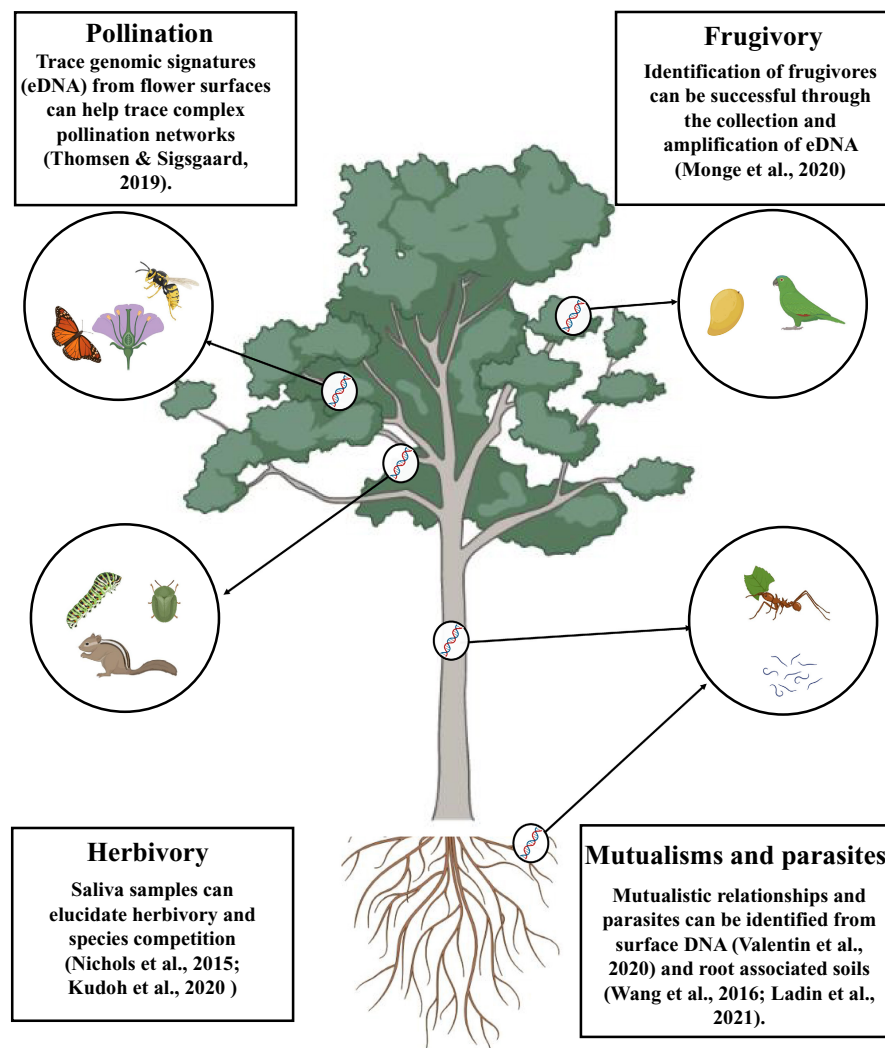 Pollination
Trace genomic signatures
(eDNA) from flower surfaces
can help trace complex
pollination networks
(Thomsen & Sigsgaard,
2019).
Frugivory
Identification of frugivores
can be successful through
the collection and
amplification of eDNA
(Monge et al., 2020)
Herbivory
Saliva samples can
elucidate herbivory and
species competition
(Nichols et al., 2015;
Kudoh et al., 2020 )
Mutualisms and parasites
Mutualistic relationships and
parasites can be identified from
surface DNA (Valentin et al.,
2020) and root associated soils
(Wang et al., 2016; Ladin et al.,
2021).